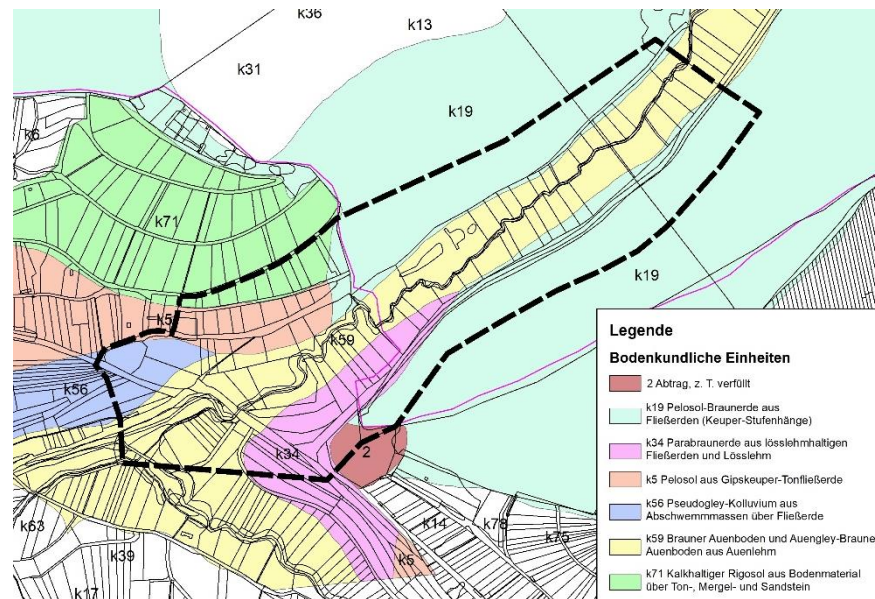 k36
k13
k31
k19
k6
k71
k19
k5
k59
k56
k34
2
k14
k78
k75
k63
k39
k5
k17
Legende
Bodenkundliche Einheiten
2 Abtrag, z. T. verfüllt
k19 Pelosol-Braunerde aus
Fließerden (Keuper-Stufenhänge)
k34 Parabraunerde aus lösslehmhaltigen
Fließerden und Lösslehm
k5 Pelosol aus Gipskeuper-Tonfließerde
k56 Pseudogley-Kolluvium aus
Abschwemmmassen über Fließerde
k59 Brauner Auenboden und Auengley-Brauner
Auenboden aus Auenlehm
k71 Kalkhaltiger Rigosol aus Bodenmaterial
über Ton-, Mergel- und Sandstein